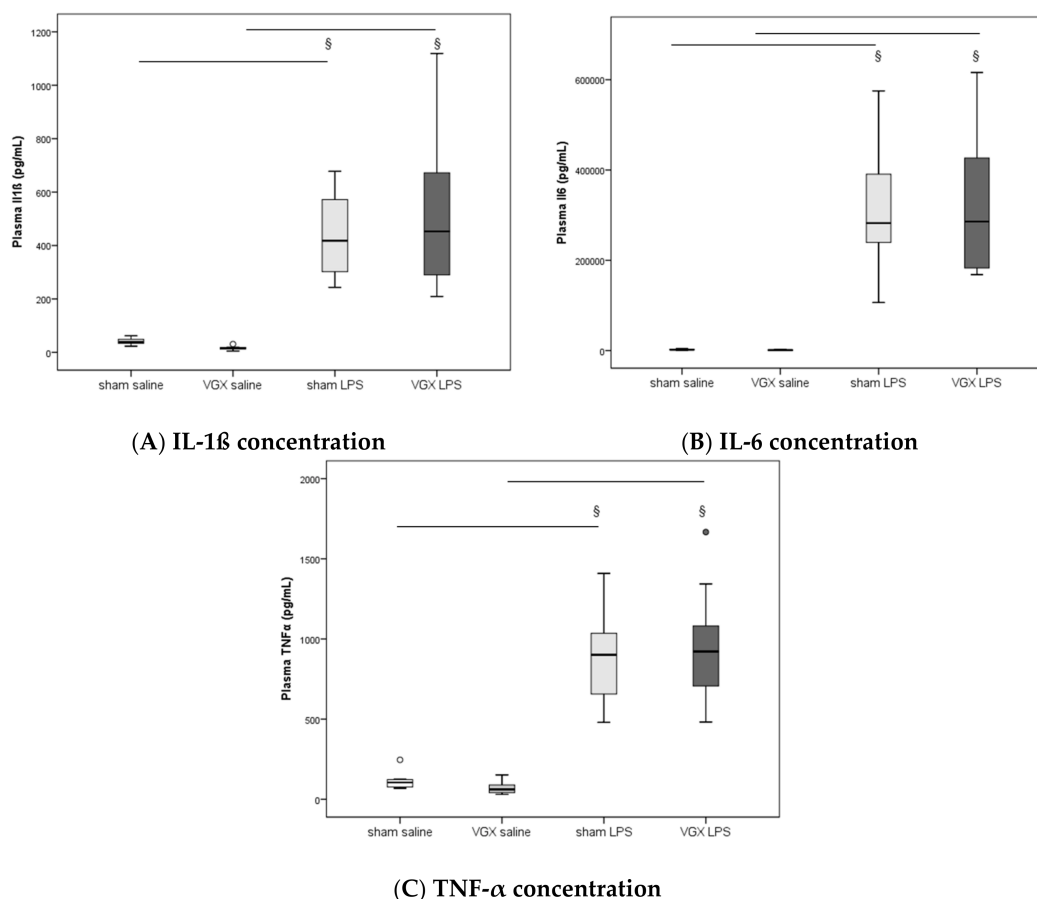 1200
§
§
1000
800
600
400
200
0
Plasma Il1ß (pg/mL)
sham saline
VGX saline
sham LPS
VGX LPS
(A) IL-1ß concentration
600000
§
§
400000
200000
0
Plasma Il6 (pg/mL)
sham saline
VGX saline
sham LPS
VGX LPS
(B) IL-6 concentration
2000
§
§
1500
1000
500
0
Plasma TNFα (pg/mL)
sham saline
VGX saline
sham LPS
VGX LPS
(C) TNF-α concentration